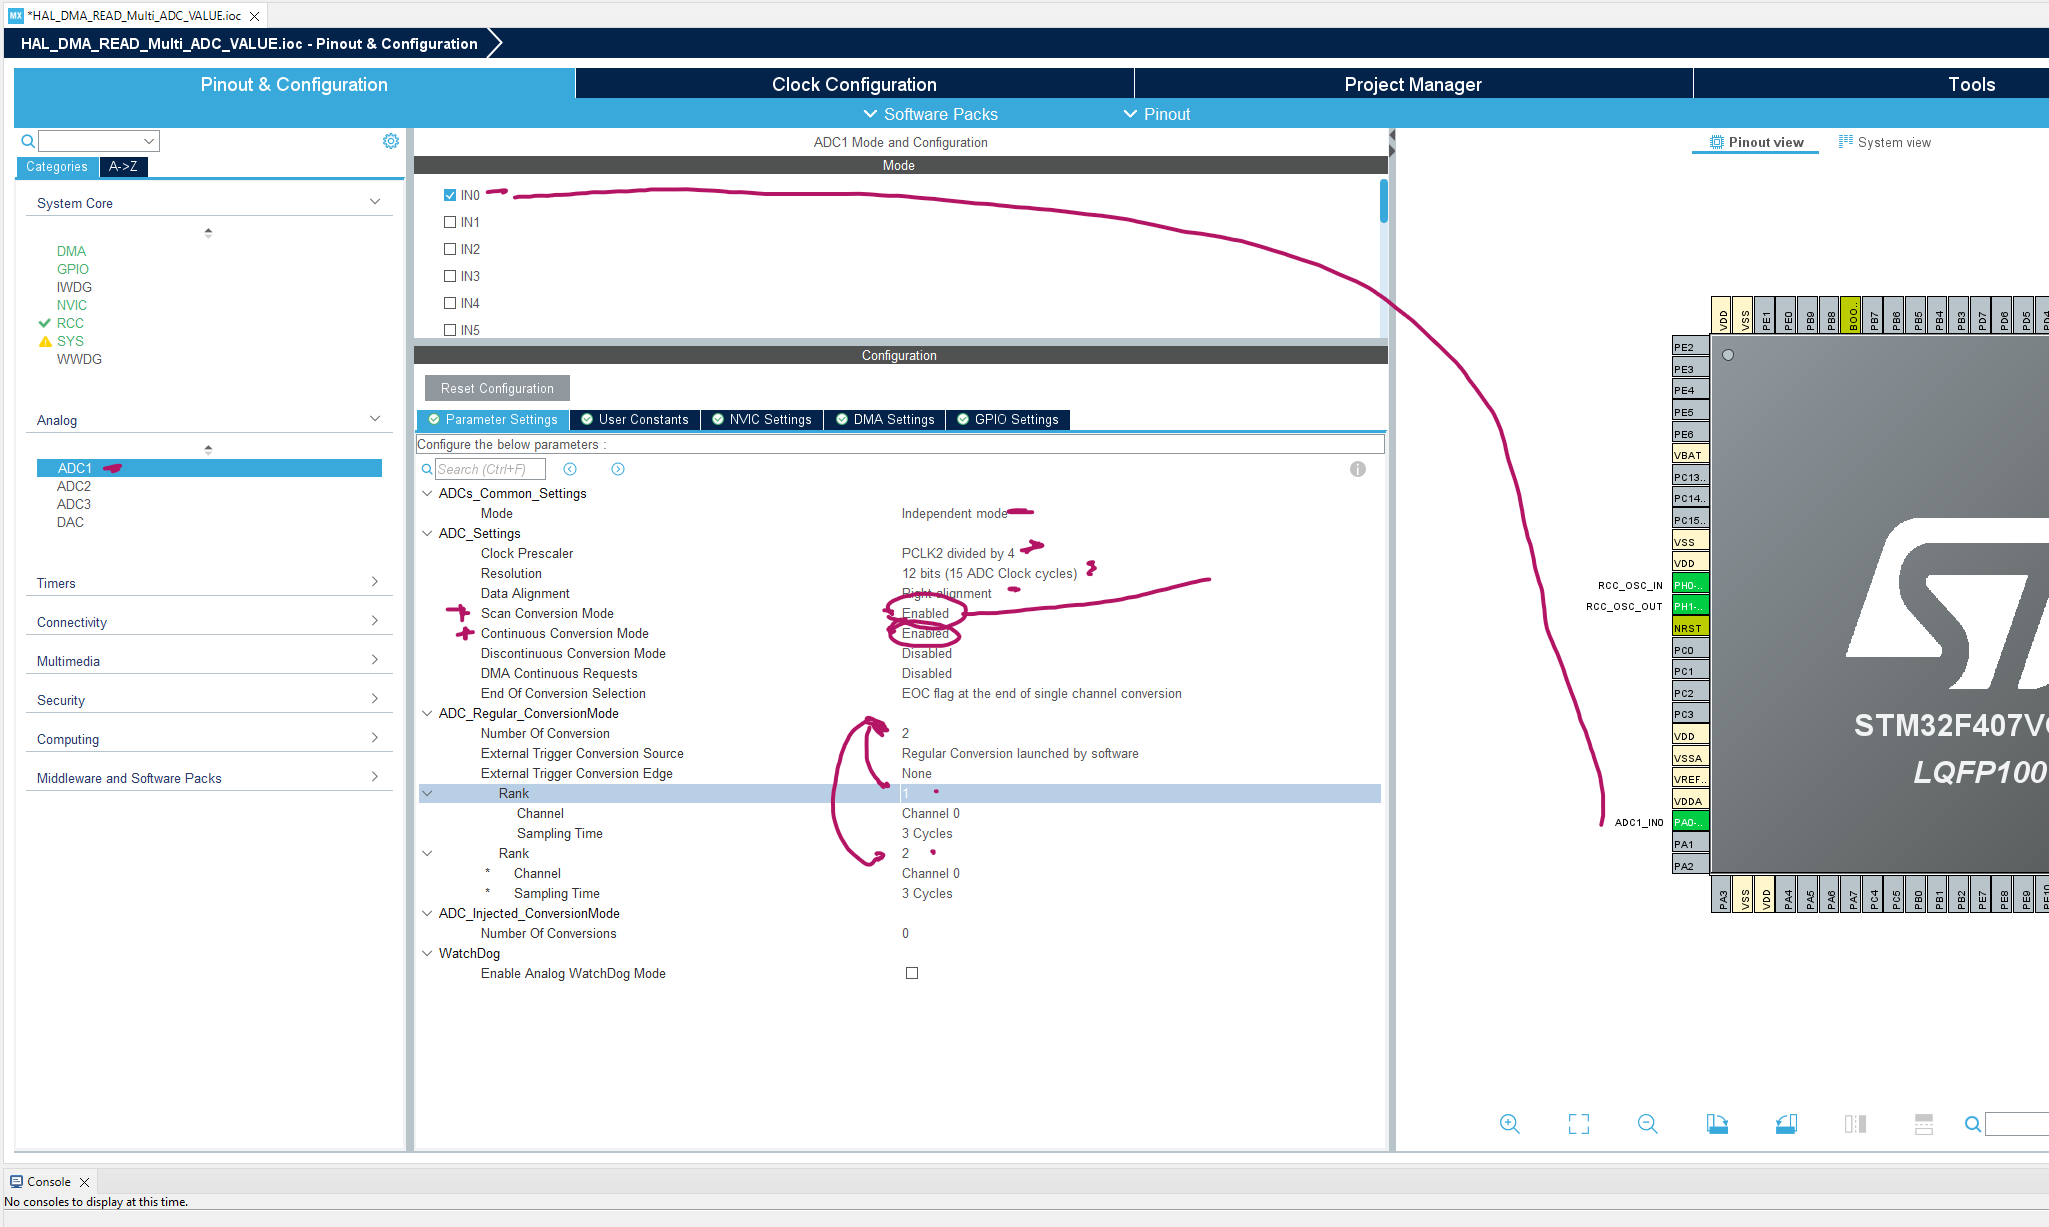 *HAL_DMA_READ_Multi_ADC_VALUE.ioc
HAL_DMA_READ_Multi_ADC_VALUE.ioc - Pinout & Configuration
Pinout & Configuration
Clock Configuration
Project Manager
Tools
Software Packs
Pinout
Categories
A->Z
System Core
DMA
GPIO
IWDG
NVIC
RCC
SYS
WWDG
Analog
ADC1
ADC2
ADC3
DAC
Timers
Connectivity
Multimedia
Security
Computing
Middleware and Software Packs
ADC1 Mode and Configuration
Mode
IN0
IN1
IN2
IN3
IN4
IN5
Configuration
Reset Configuration
Parameter Settings
User Constants
NVIC Settings
DMA Settings
GPIO Settings
Configure the below parameters :
Search (Ctrl+F)
ADCs_Common_Settings
Mode Independent mode
ADC_Settings
Clock Prescaler PCLK2 divided by 4
Resolution 12 bits (15 ADC Clock cycles)
Data Alignment Right alignment
Scan Conversion Mode Enabled
Continuous Conversion Mode Enabled
Discontinuous Conversion Mode Disabled
DMA Continuous Requests Disabled
End Of Conversion Selection EOC flag at the end of single channel conversion
ADC_Regular_ConversionMode
Number Of Conversion 2
External Trigger Conversion Source Regular Conversion launched by software
External Trigger Conversion Edge None
Rank 1
Channel Channel 0
Sampling Time 3 Cycles
Rank 2
* Channel Channel 0
* Sampling Time 3 Cycles
ADC_Injected_ConversionMode
Number Of Conversions 0
WatchDog
Enable Analog WatchDog Mode
Pinout view
System view
VDD
VSS
PE1
PE0
PB9
PB8
BOO..
PB7
PB6
PB5
PB4
PB3
PD7
PD6
PD5
PD4
PE2
PE3
PE4
PE5
PE6
VBAT
PC13..
PC14..
PC15..
VSS
VDD
RCC_OSC_IN PH0-..
RCC_OSC_OUT PH1-..
NRST
PC0
PC1
PC2
PC3
VDD
VSSA
VREF..
VDDA
ADC1_IN0 PA0-..
PA1
PA2
STM32F407V
LQFP100
PA3
VSS
VDD
PA4
PA5
PA6
PA7
PC4
PC5
PB0
PB1
PB2
PE7
PE8
PE9
PE10
Console
No consoles to display at this time.